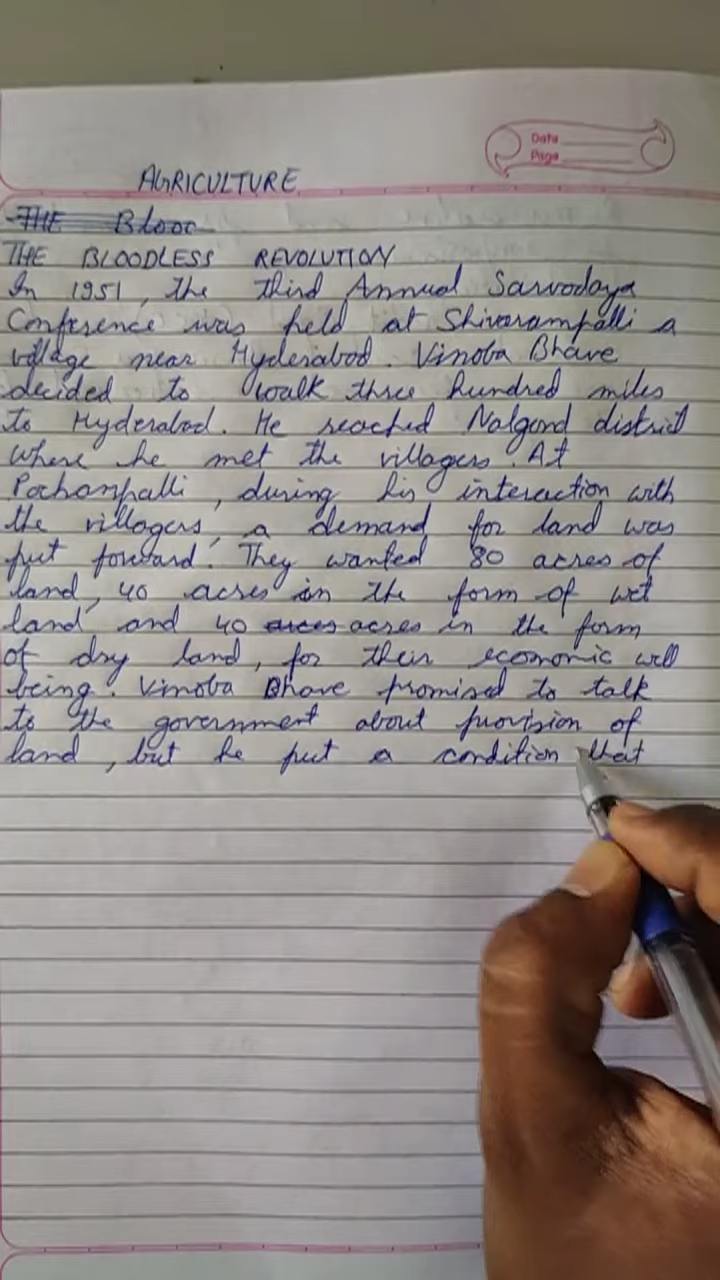 Date
Page
AGRICULTURE
THE Bloo
THE BLOODLESS REVOLUTION
In 1951, the third Annual Sarvodaya
Conference was held at Shivarampalli a
village near Hyderabad. Vinoba Bhave
decided to walk three hundred miles
to Hyderabad. He reached Nalgond district
where he met the villagers. At
Pochampalli, during his interaction with
the villagers, a demand for land was
put forward. They wanted 80 acres of
land, 40 acres in the form of wet
land and 40 acres acres in the form
of dry land, for their economic well
being. Vinoba Bhave promised to talk
to the government about provision of
land, but he put a condition that